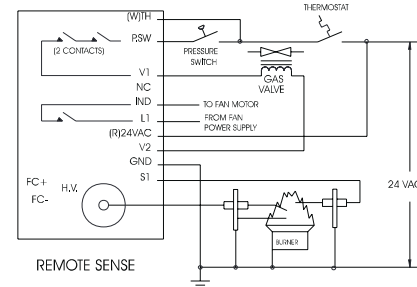 THERMOSTAT
(W)TH
P.SW
(2 CONTACTS)
PRESSURE
SWITCH
V1
GAS
VALVE
NC
IND
TO FAN MOTOR
L1
FROM FAN
POWER SUPPLY
(R)24VAC
V2
GND
S1
24 VAC
FC+
FC-
H.V.
BURNER
REMOTE SENSE